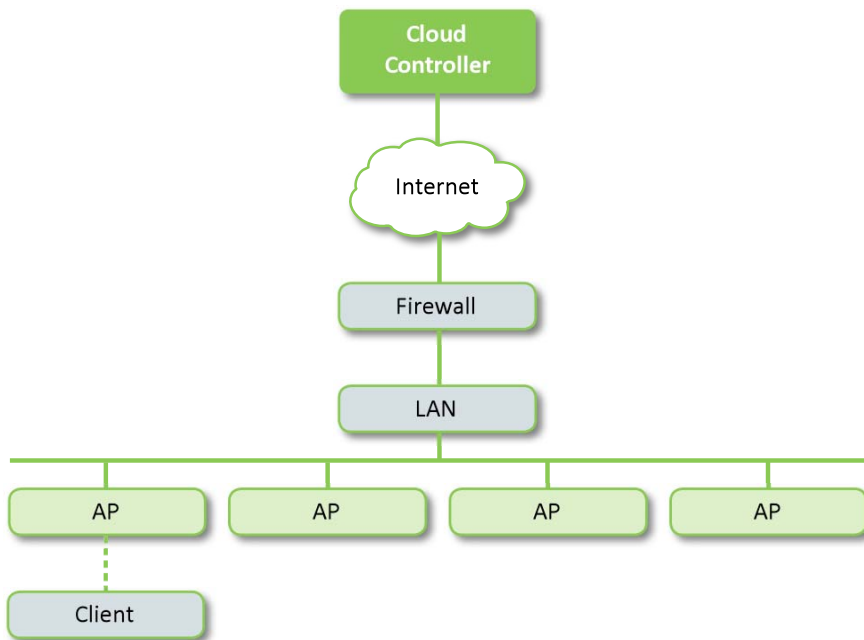 Cloud
Controller
Internet
Firewall
LAN
AP
AP
AP
AP
Client